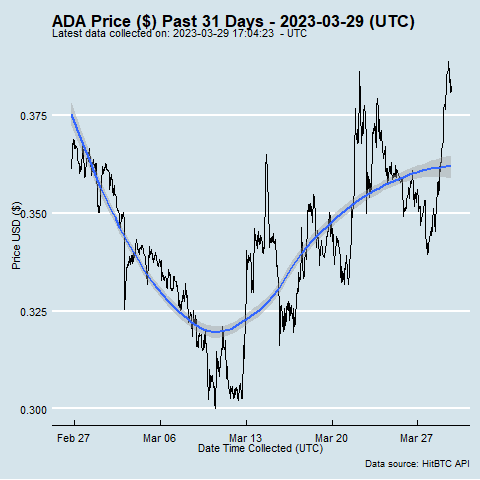 ADA Price ($) Past 31 Days - 2023-03-29 (UTC)
Latest data collected on: 2023-03-29 17:04:23 - UTC
Price USD ($)
0.375
0.350
0.325
0.300
Feb 27 Mar 06 Mar 13 Mar 20 Mar 27
Date Time Collected (UTC)
Data source: HitBTC API